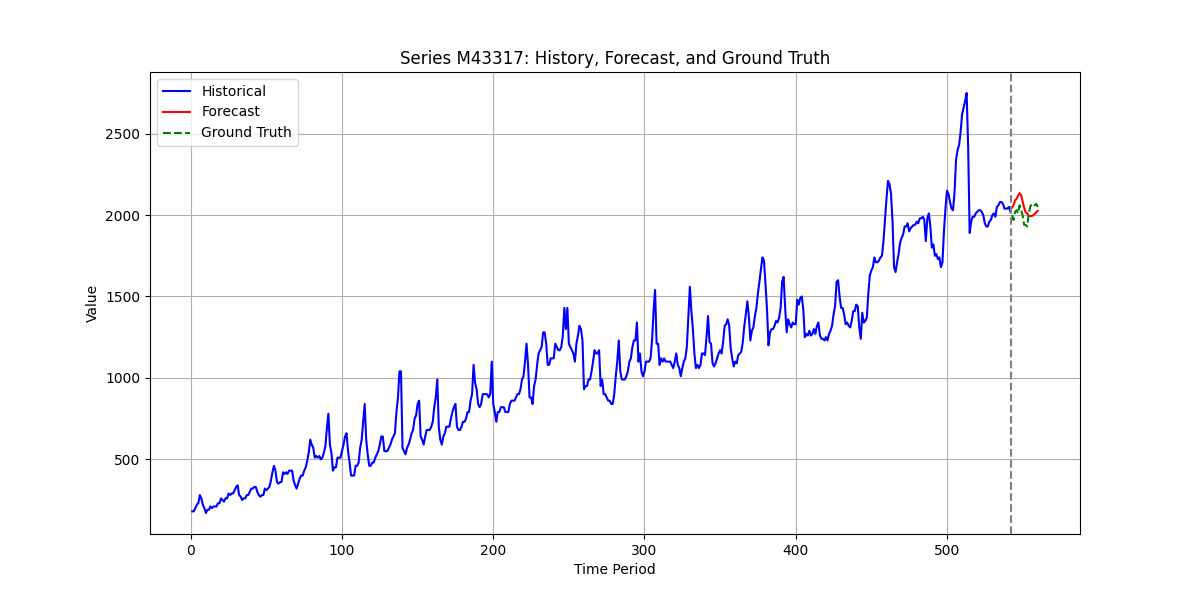 Series M43317: History, Forecast, and Ground Truth
Historical
Forecast
Ground Truth
Value
2500
2000
1500
1000
500
0 100 200 300 400 500
Time Period